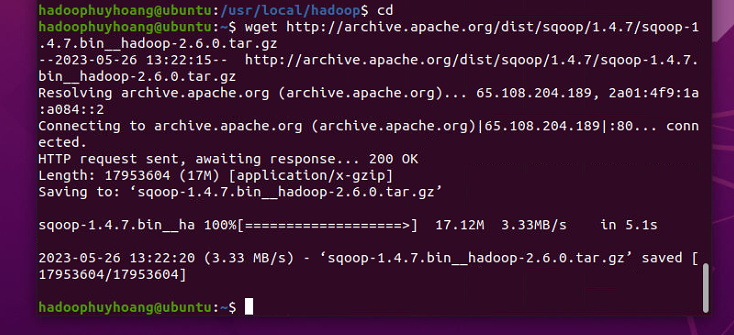 hadoophuyhoang@ubuntu:/usr/local/hadoop$ cd
hadoophuyhoang@ubuntu:~$ wget http://archive.apache.org/dist/sqoop/1.4.7/sqoop-1
.4.7.bin__hadoop-2.6.0.tar.gz
--2023-05-26 13:22:15--  http://archive.apache.org/dist/sqoop/1.4.7/sqoop-1.4.7.
bin__hadoop-2.6.0.tar.gz
Resolving archive.apache.org (archive.apache.org)... 65.108.204.189, 2a01:4f9:1a
:a084::2
Connecting to archive.apache.org (archive.apache.org)|65.108.204.189|:80... conn
ected.
HTTP request sent, awaiting response... 200 OK
Length: 17953604 (17M) [application/x-gzip]
Saving to: ‘sqoop-1.4.7.bin__hadoop-2.6.0.tar.gz’
sqoop-1.4.7.bin__ha 100%[===================>]  17.12M  3.33MB/s    in 5.1s
2023-05-26 13:22:20 (3.33 MB/s) - ‘sqoop-1.4.7.bin__hadoop-2.6.0.tar.gz’ saved [
17953604/17953604]
hadoophuyhoang@ubuntu:~$